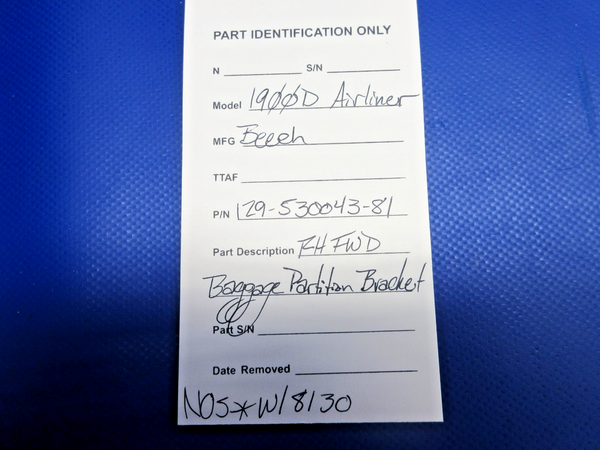 PART IDENTIFICATION ONLY
N S/N
Model 1900D Airliner
MFG Beech
TTAF
P/N 129-530043-81
Part Description RH FWD
Baggage Partition Bracket
Part S/N
Date Removed
NOS*W/8130